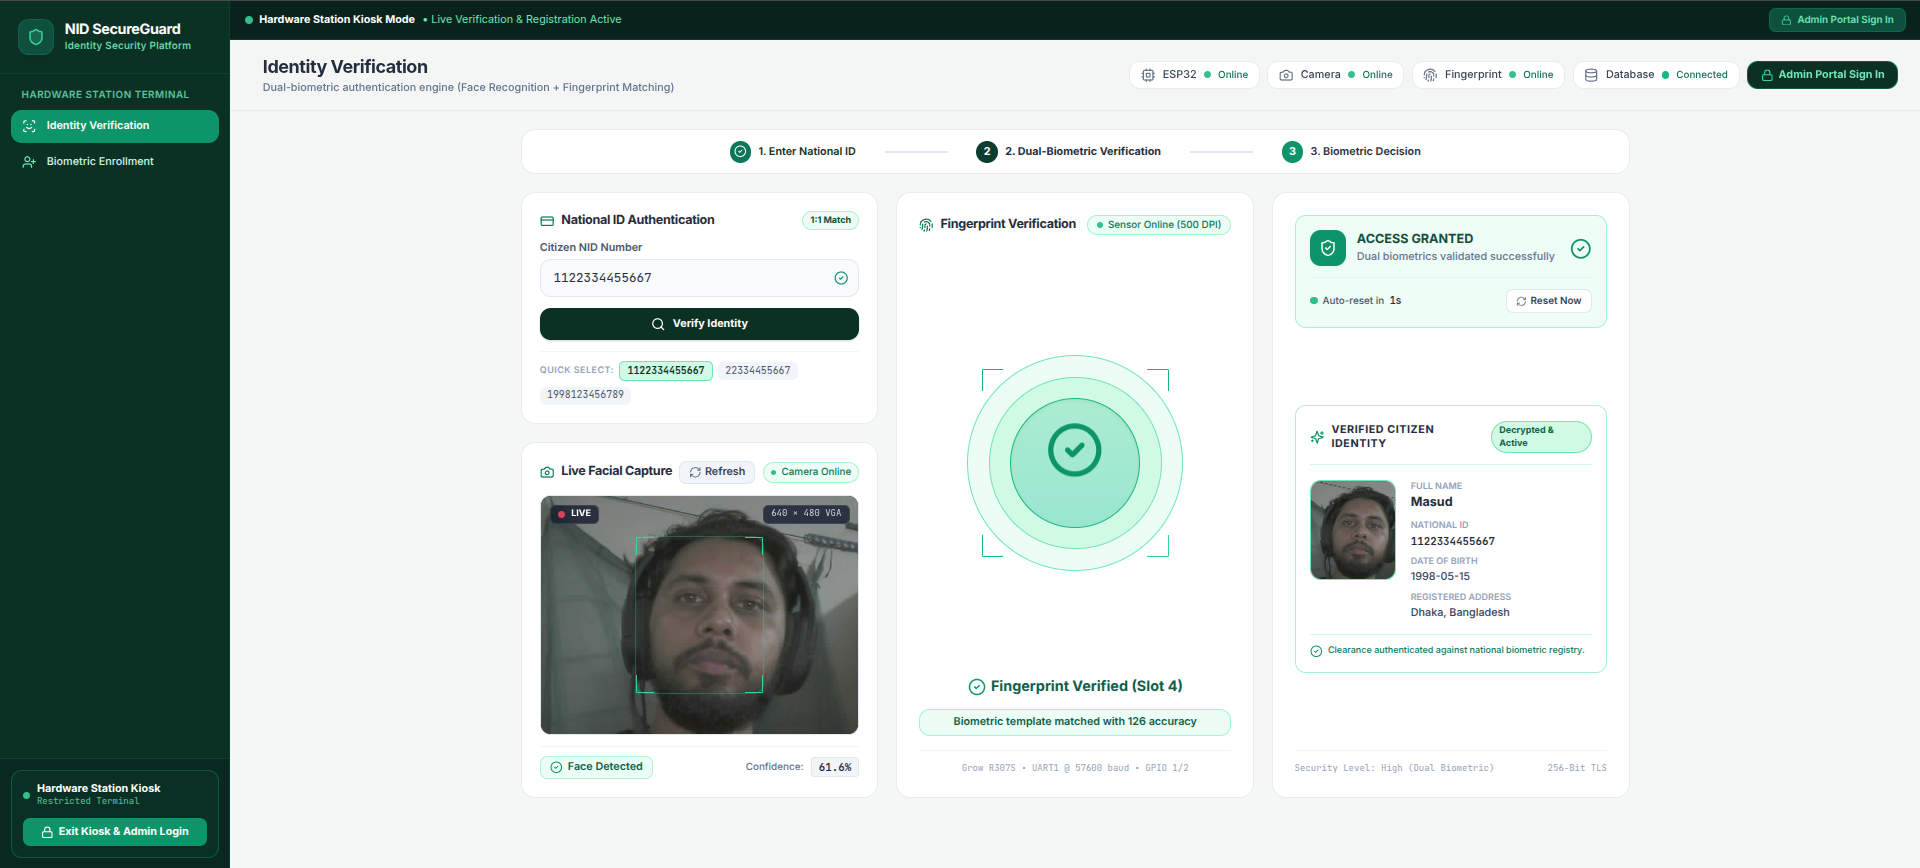 NID SecureGuard
Identity Security Platform
HARDWARE STATION TERMINAL
Identity Verification
Biometric Enrollment
Hardware Station Kiosk
Restricted Terminal
Exit Kiosk & Admin Login
Hardware Station Kiosk Mode • Live Verification & Registration Active
Admin Portal Sign In
Identity Verification
Dual-biometric authentication engine (Face Recognition + Fingerprint Matching)
ESP32 Online
Camera Online
Fingerprint Online
Database Connected
Admin Portal Sign In
1. Enter National ID
2 2. Dual-Biometric Verification
3 3. Biometric Decision
National ID Authentication
1:1 Match
Citizen NID Number
1122334455667
Verify Identity
QUICK SELECT: 1122334455667 22334455667
1998123456789
Live Facial Capture
Refresh
Camera Online
LIVE
640 × 480 VGA
Face Detected
Confidence: 61.6%
Fingerprint Verification
Sensor Online (500 DPI)
Fingerprint Verified (Slot 4)
Biometric template matched with 126 accuracy
Grow R307S • UART1 @ 57600 baud • GPIO 1/2
ACCESS GRANTED
Dual biometrics validated successfully
Auto-reset in 1s
Reset Now
VERIFIED CITIZEN
IDENTITY
Decrypted &
Active
FULL NAME
Masud
NATIONAL ID
1122334455667
DATE OF BIRTH
1998-05-15
REGISTERED ADDRESS
Dhaka, Bangladesh
Clearance authenticated against national biometric registry.
Security Level: High (Dual Biometric)
256-Bit TLS